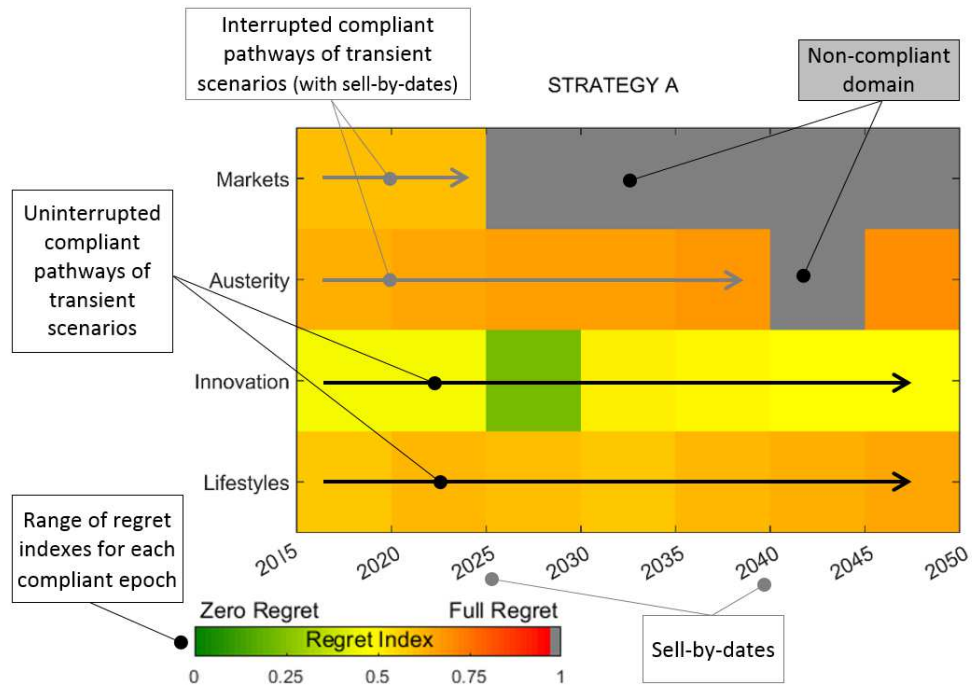 Interrupted compliant
pathways of transient
scenarios (with sell-by-dates)
Non-compliant
domain
STRATEGY A
Uninterrupted
compliant
pathways of
transient
scenarios
Markets
Austerity
Innovation
Lifestyles
Range of regret
indexes for each
compliant epoch
2015 2020 2025 2030 2035 2040 2045 2050
Zero Regret Full Regret
Regret Index
0 0.25 0.5 0.75 1
Sell-by-dates